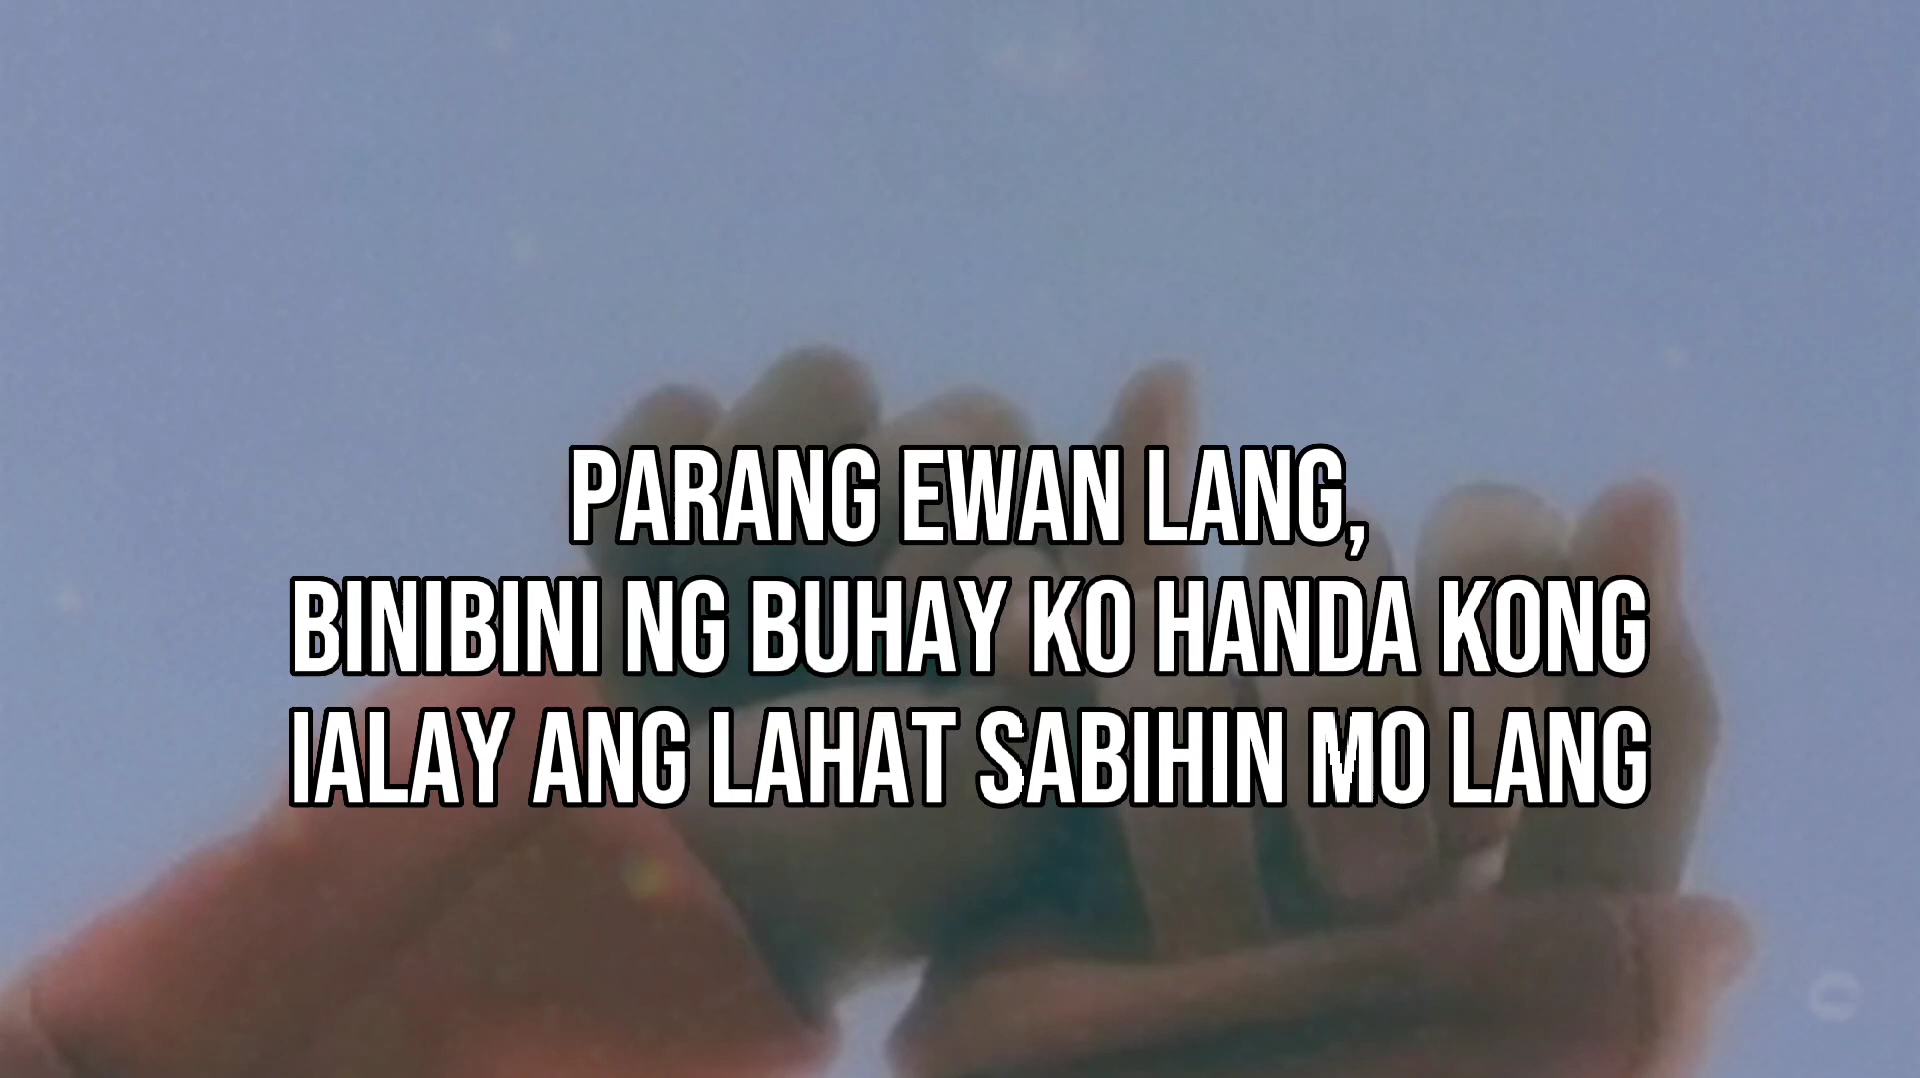 PARANG EWAN LANG,
BINIBINI NG BUHAY KO HANDA KONG
IALAY ANG LAHAT SABIHIN MO LANG